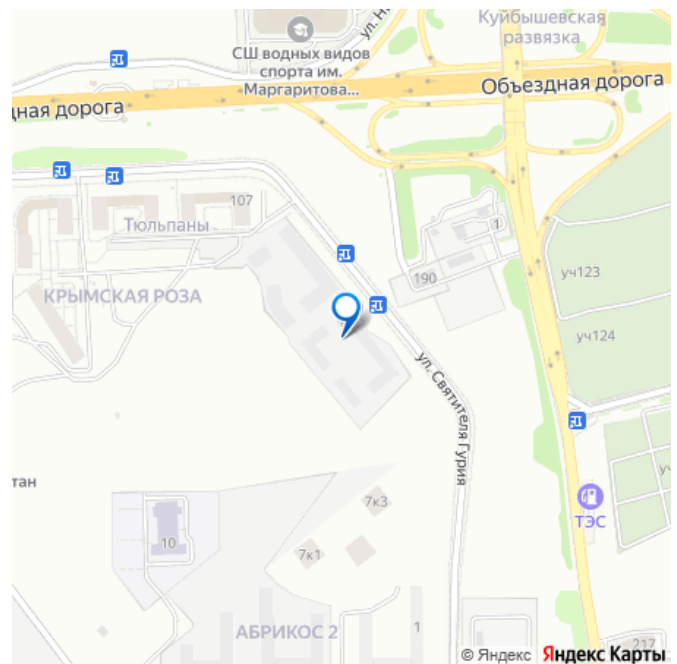 Куйбышевская
развязка
ул. Н
СШ водных видов
спорта им.
Маргаритова...
Объездная дорога
дная дорога
107
Тюльпаны
1
190
уч123
КРЫМСКАЯ РОЗА
уч124
ул. Святителя Гурия
тан
7к3
ТЭС
10
7к1
АБРИКОС 2
1
217
© Яндекс Яндекс Карты